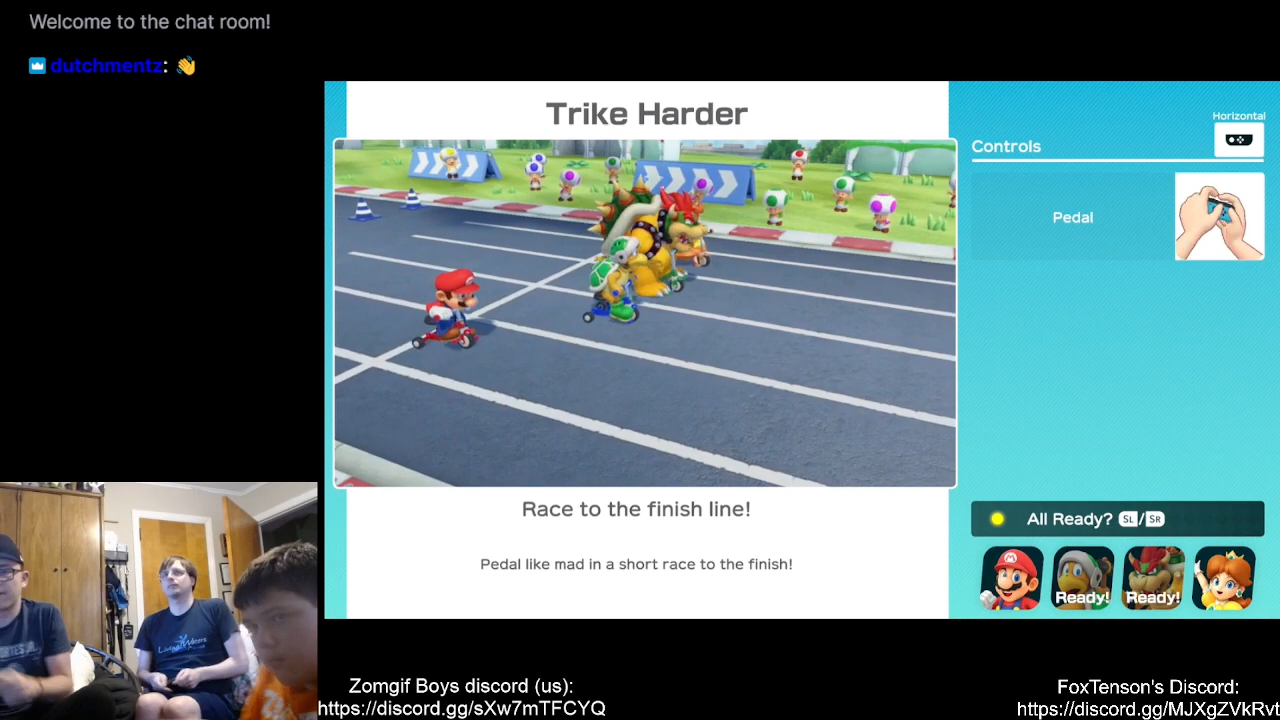 Welcome to the chat room!
dutchmentz: 👋
Trike Harder
Horizontal
Controls
Pedal
Race to the finish line!
Pedal like mad in a short race to the finish!
All Ready? SL/SR
Ready!
Ready!
Zomgif Boys discord (us):
https://discord.gg/sXw7mTFCYQ
FoxTenson's Discord:
https://discord.gg/MJXgZVkRvt